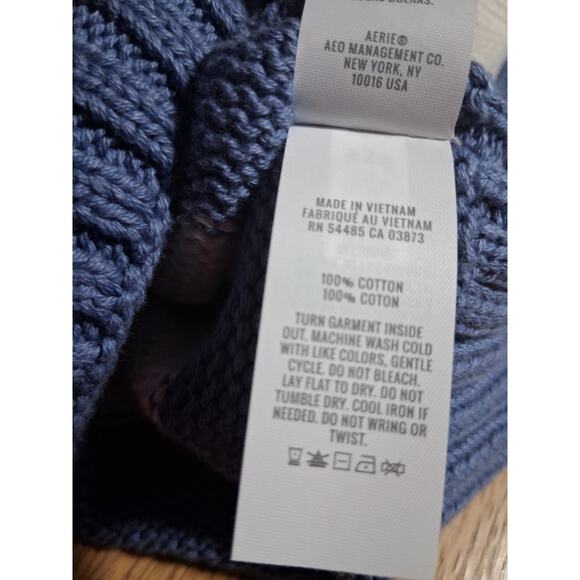 AERIE®
AEO MANAGEMENT CO.
NEW YORK, NY
10016 USA
MADE IN VIETNAM
FABRIQUÉ AU VIETNAM
RN 54485 CA 03873
100% COTTON
100% COTON
TURN GARMENT INSIDE
OUT. MACHINE WASH COLD
WITH LIKE COLORS, GENTLE
CYCLE. DO NOT BLEACH.
LAY FLAT TO DRY. DO NOT
TUMBLE DRY. COOL IRON IF
NEEDED. DO NOT WRING OR
TWIST.